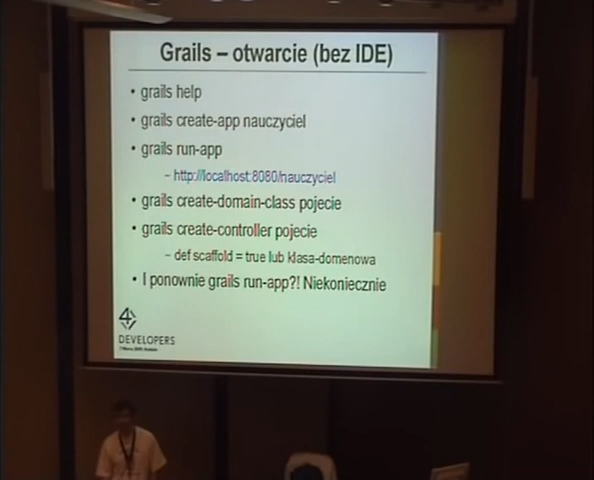 Grails – otwarcie (bez IDE)
• grails help
• grails create-app nauczyciel
• grails run-app
– http://localhost:8080/nauczyciel
• grails create-domain-class pojecie
• grails create-controller pojecie
– def scaffold = true lub klasa-domenowa
• I ponownie grails run-app?! Niekoniecznie
4
DEVELOPERS